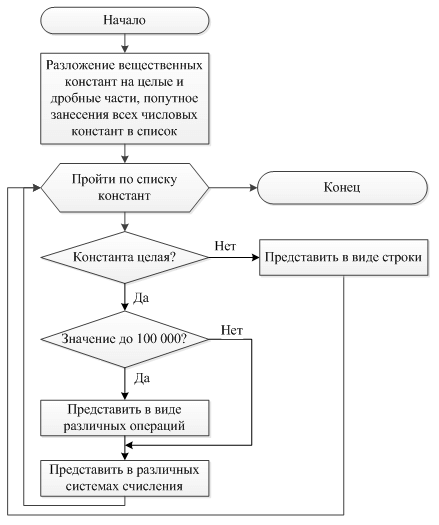 Начало
Разложение вещественных
констант на целые и
дробные части, попутное
занесения всех числовых
констант в список
Пройти по списку
констант
Конец
Константа целая?
Нет
Представить в виде строки
Да
Значение до 100 000?
Нет
Да
Представить в виде
различных операций
Представить в различных
системах счисления